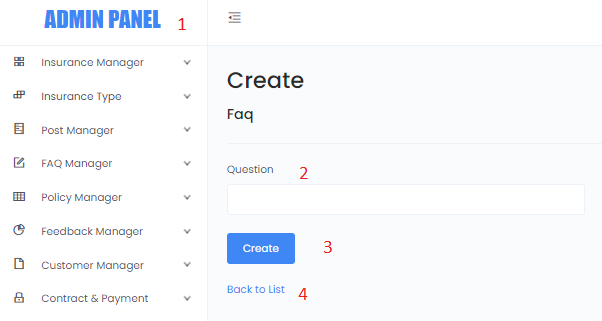 ADMIN PANEL 1
Insurance Manager
Insurance Type
Post Manager
FAQ Manager
Policy Manager
Feedback Manager
Customer Manager
Contract & Payment
Create
Faq
Question 2
Create 3
Back to List 4